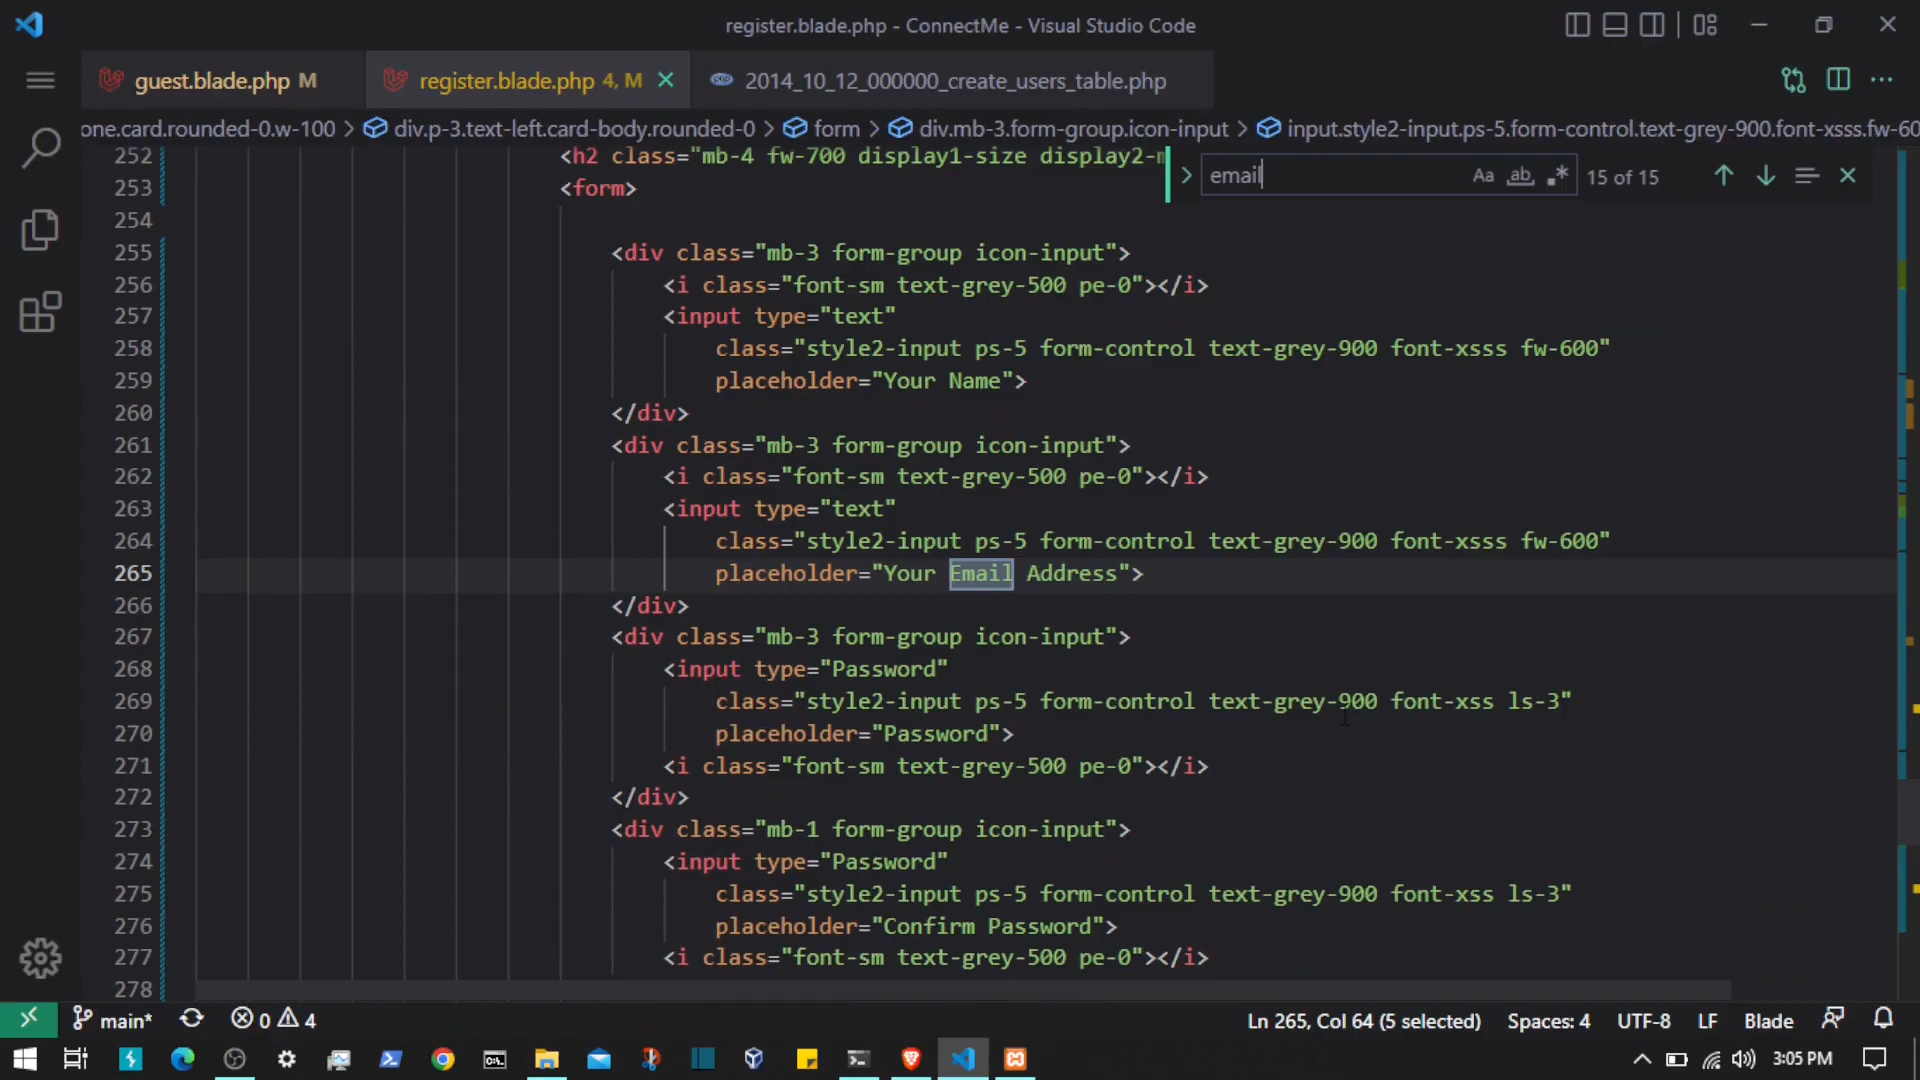 register.blade.php - ConnectMe - Visual Studio Code
guest.blade.php M
register.blade.php 4, M
2014_10_12_000000_create_users_table.php
one.card.rounded-0.w-100 > div.p-3.text-left.card-body.rounded-0 > form > div.mb-3.form-group.icon-input > input.style2-input.ps-5.form-control.text-grey-900.font-xsss.fw-60
email
Aa ab, .* 15 of 15
252 <h2 class="mb-4 fw-700 display1-size display2-m
253 <form>
254
255 <div class="mb-3 form-group icon-input">
256 <i class="font-sm text-grey-500 pe-0"></i>
257 <input type="text"
258 class="style2-input ps-5 form-control text-grey-900 font-xsss fw-600"
259 placeholder="Your Name">
260 </div>
261 <div class="mb-3 form-group icon-input">
262 <i class="font-sm text-grey-500 pe-0"></i>
263 <input type="text"
264 class="style2-input ps-5 form-control text-grey-900 font-xsss fw-600"
265 placeholder="Your Email Address">
266 </div>
267 <div class="mb-3 form-group icon-input">
268 <input type="Password"
269 class="style2-input ps-5 form-control text-grey-900 font-xss ls-3"
270 placeholder="Password">
271 <i class="font-sm text-grey-500 pe-0"></i>
272 </div>
273 <div class="mb-1 form-group icon-input">
274 <input type="Password"
275 class="style2-input ps-5 form-control text-grey-900 font-xss ls-3"
276 placeholder="Confirm Password">
277 <i class="font-sm text-grey-500 pe-0"></i>
278
main* 0 4
Ln 265, Col 64 (5 selected) Spaces: 4 UTF-8 LF Blade
3:05 PM